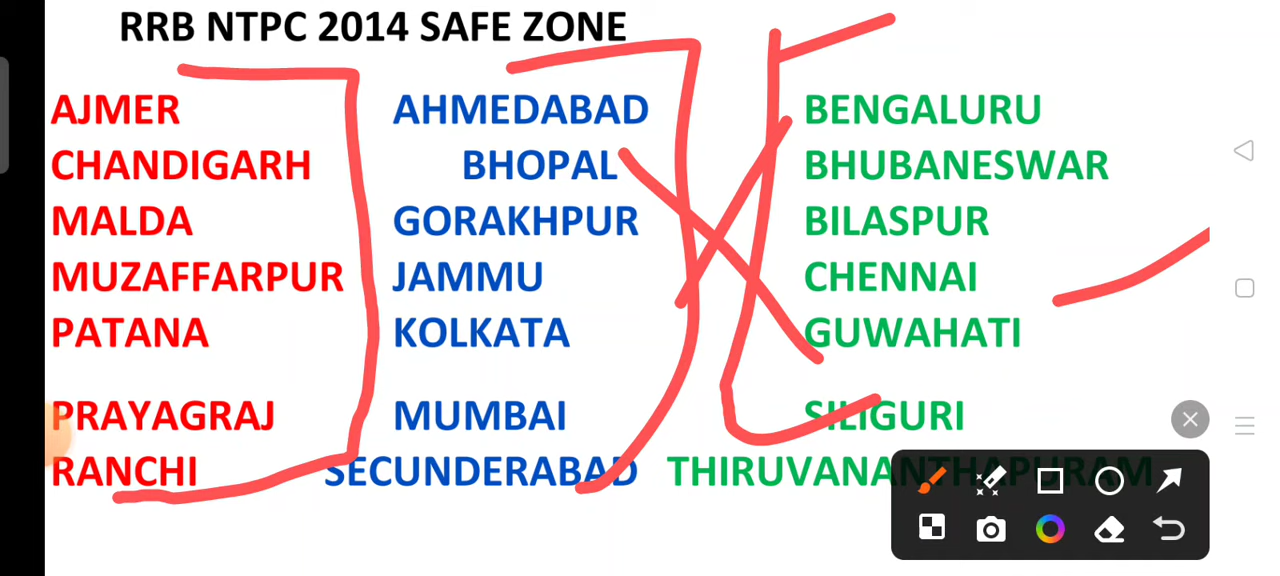 RRB NTPC 2014 SAFE ZONE
AJMER AHMEDABAD BENGALURU
CHANDIGARH BHOPAL BHUBANESWAR
MALDA GORAKHPUR BILASPUR
MUZAFFARPUR JAMMU CHENNAI
PATANA KOLKATA GUWAHATI
PRAYAGRAJ MUMBAI SILIGURI
RANCHI SECUNDERABAD THIRUVANANTHAPURAM